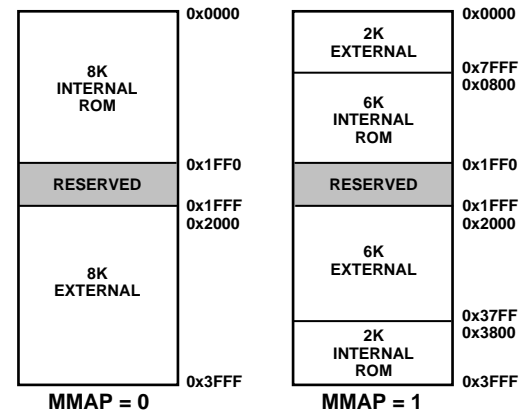 0x0000
8K
INTERNAL
ROM
0x1FF0
RESERVED
0x1FFF
0x2000
8K
EXTERNAL
0x3FFF
MMAP = 0
0x0000
2K
EXTERNAL
0x7FFF
0x0800
6K
INTERNAL
ROM
0x1FF0
RESERVED
0x1FFF
0x2000
6K
EXTERNAL
0x37FF
0x3800
2K
INTERNAL
ROM
0x3FFF
MMAP = 1